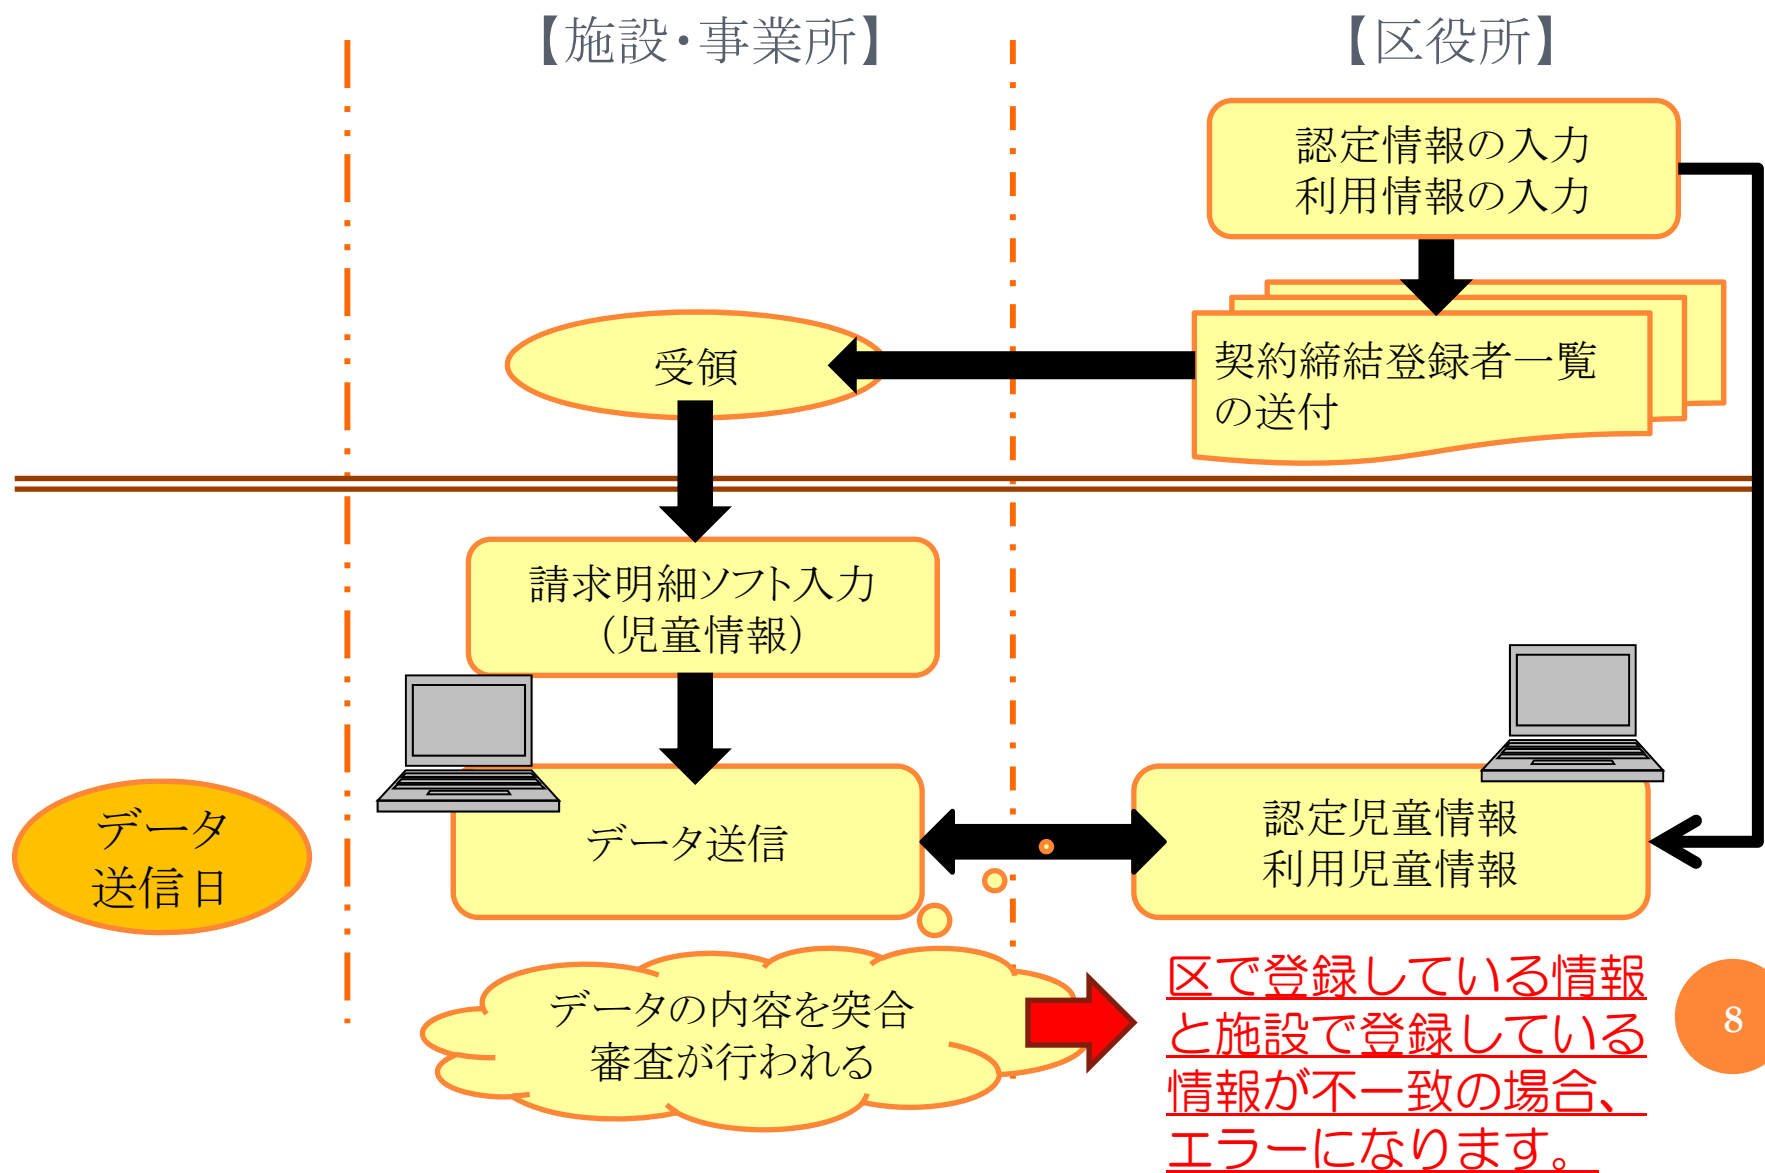 【施設・事業所】
【区役所】
認定情報の入力
利用情報の入力
契約締結登録者一覧
の送付
受領
請求明細ソフト入力
（児童情報）
データ
送信日
データ送信
認定児童情報
利用児童情報
データの内容を突合
審査が行われる
区で登録している情報
と施設で登録している
情報が不一致の場合、
エラーになります。
8